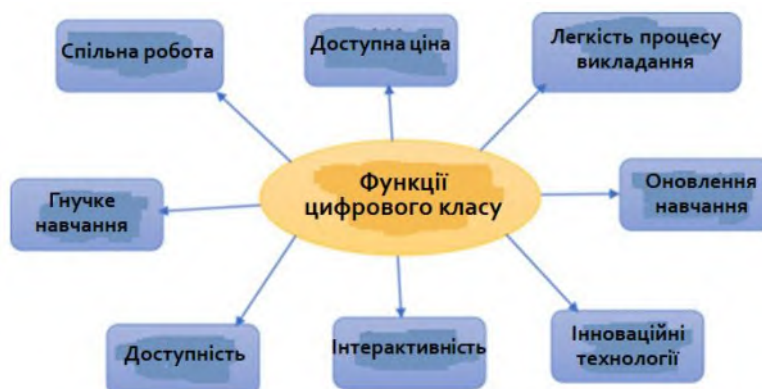 Спільна робота
Доступна ціна
Легкість процесу
викладання
Функції
цифрового класу
Гнучке
навчання
Оновлення
навчання
Доступність
Інтерактивність
Інноваційні
технології